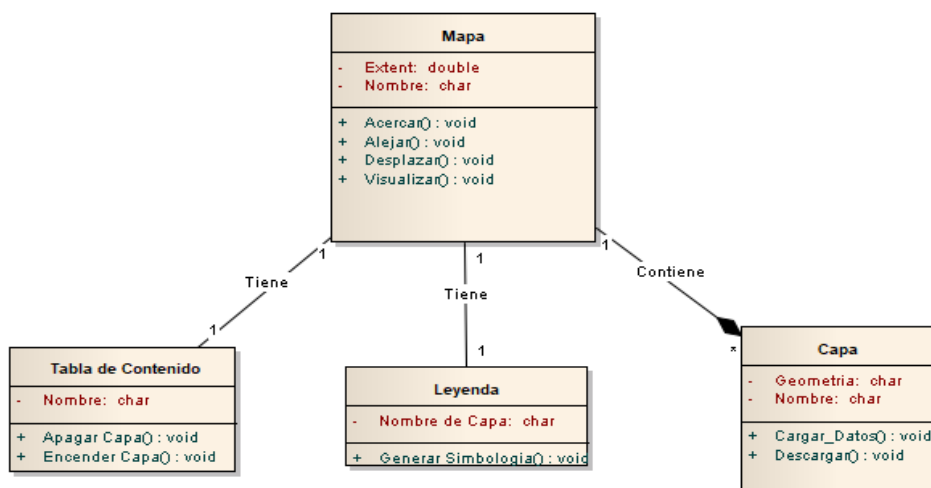 Mapa
- Extent: double
- Nombre: char
+ Acercar() : void
+ Alejar() : void
+ Desplazar() : void
+ Visualizar() : void
1
1
1
Tiene
Tiene
Contiene
1
1
*
Tabla de Contenido
- Nombre: char
+ Apagar Capa() : void
+ Encender Capa() : void
Leyenda
- Nombre de Capa: char
+ Generar Simbologia() : void
Capa
- Geometria: char
- Nombre: char
+ Cargar_Datos() : void
+ Descargar() : void